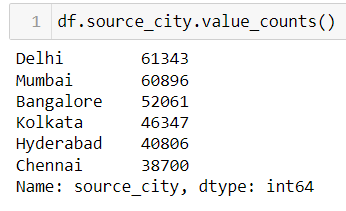 1 df.source_city.value_counts()
Delhi 61343
Mumbai 60896
Bangalore 52061
Kolkata 46347
Hyderabad 40806
Chennai 38700
Name: source_city, dtype: int64